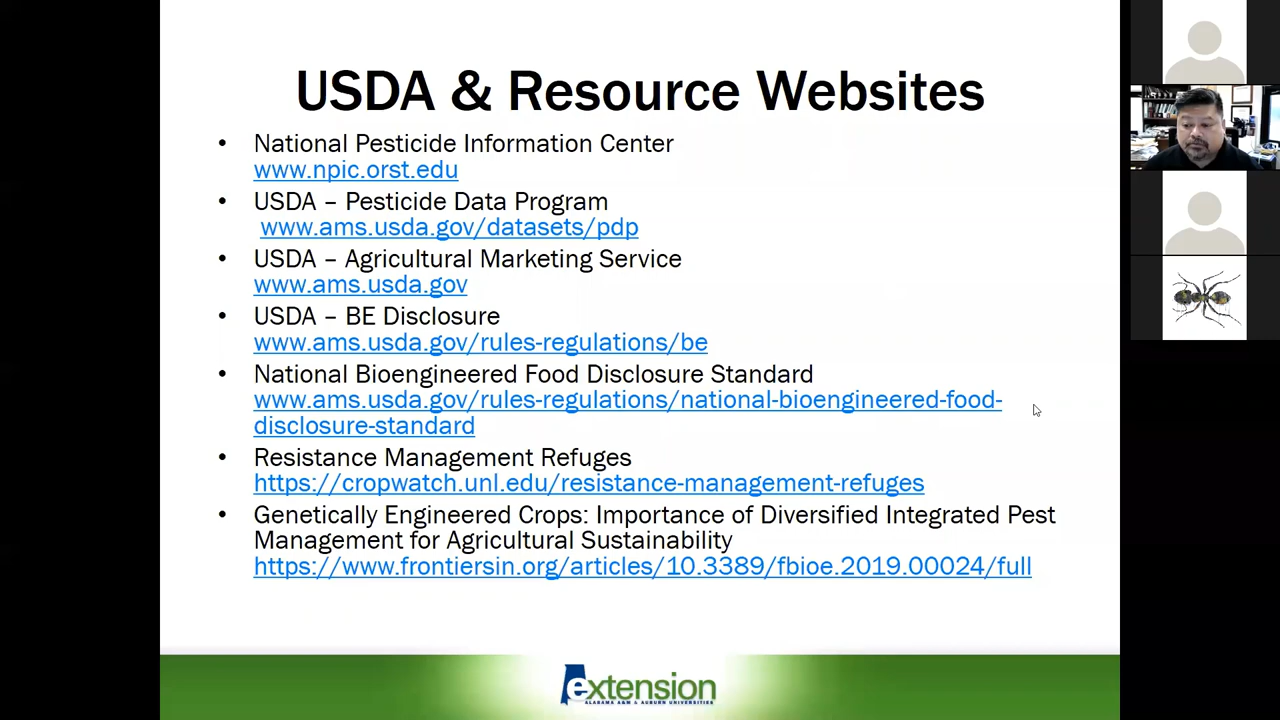 USDA & Resource Websites
• National Pesticide Information Center
www.npic.orst.edu
• USDA – Pesticide Data Program
www.ams.usda.gov/datasets/pdp
• USDA – Agricultural Marketing Service
www.ams.usda.gov
• USDA – BE Disclosure
www.ams.usda.gov/rules-regulations/be
• National Bioengineered Food Disclosure Standard
www.ams.usda.gov/rules-regulations/national-bioengineered-food-
disclosure-standard
• Resistance Management Refuges
https://cropwatch.unl.edu/resistance-management-refuges
• Genetically Engineered Crops: Importance of Diversified Integrated Pest
Management for Agricultural Sustainability
https://www.frontiersin.org/articles/10.3389/fbioe.2019.00024/full
extension
ALABAMA A&M & AUBURN UNIVERSITIES